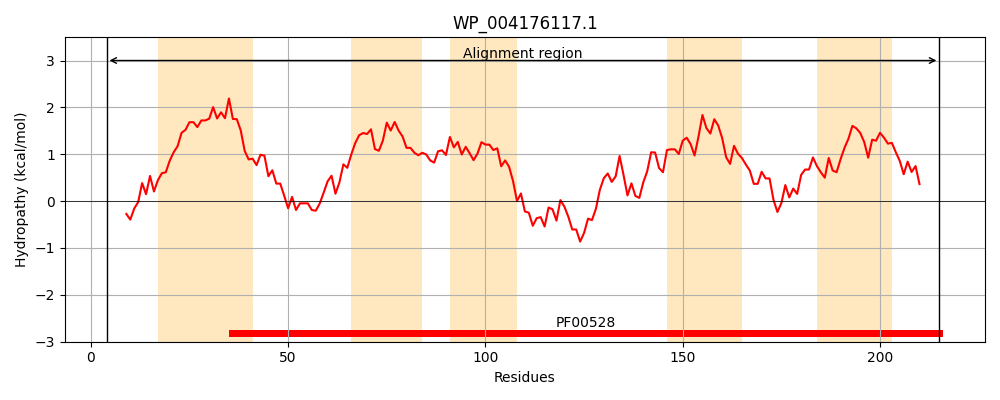 WP_004176117.1
Alignment region
3
2
1
0
−1
−2
−3
Hydropathy (kcal/mol)
PF00528
0 50 100 150 200
Residues